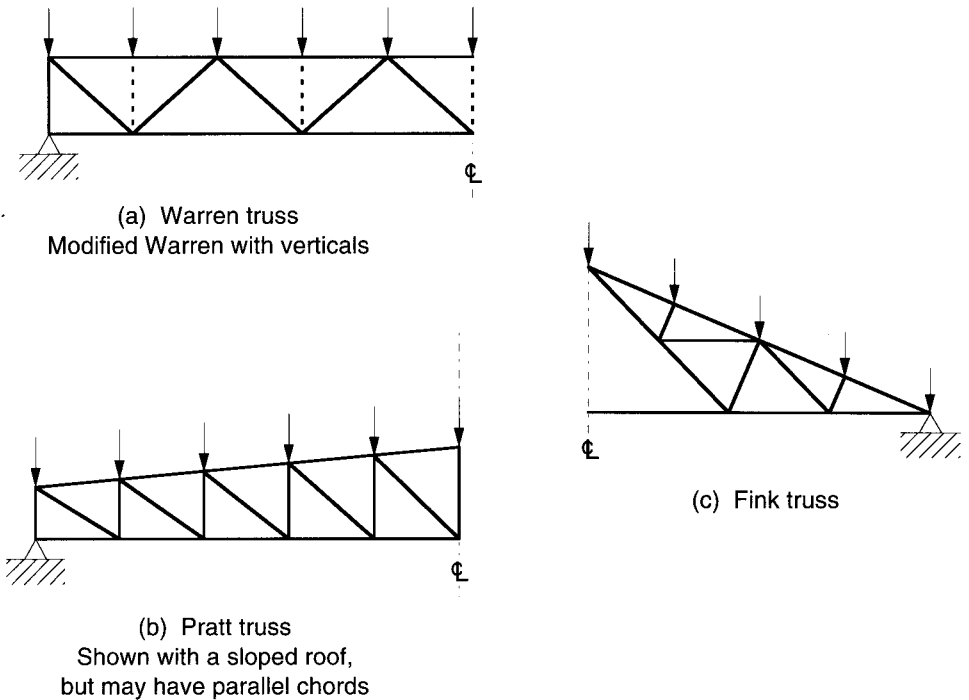 ℄
(a) Warren truss
Modified Warren with verticals
℄
(b) Pratt truss
Shown with a sloped roof,
but may have parallel chords
℄
(c) Fink truss